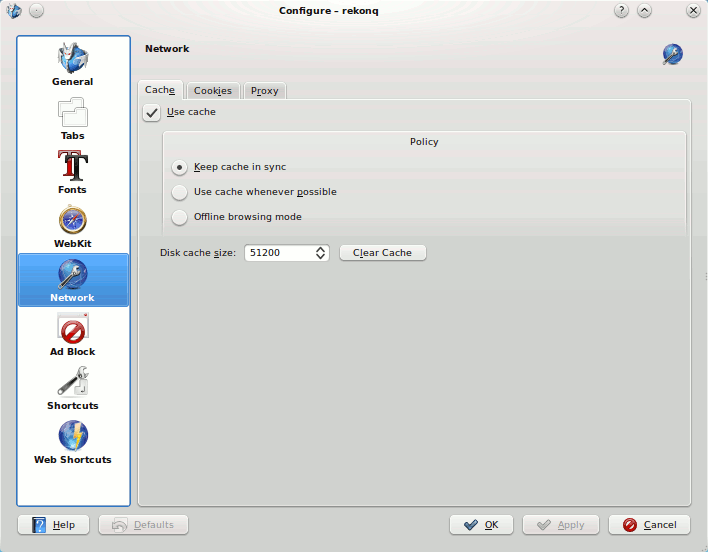 Configure – rekonq
?
General
Tabs
Fonts
WebKit
Network
Ad Block
Shortcuts
Web Shortcuts
Network
Cache
Cookies
Proxy
Use cache
Policy
Keep cache in sync
Use cache whenever possible
Offline browsing mode
Disk cache size: 51200 Clear Cache
? Help
Defaults
OK
Apply
Cancel